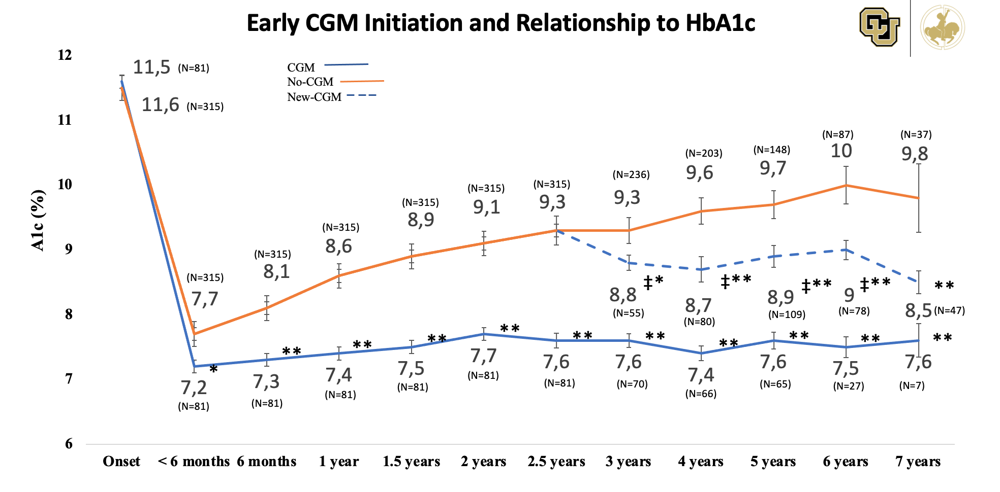 Early CGM Initiation and Relationship to HbA1c
CU
12
11,5 (N=81)
11,6 (N=315)
CGM
No-CGM
New-CGM
11
10
9
8
7
6
A1c (%)
(N=315)
7,7
(N=315)
8,1
(N=315)
8,6
(N=315)
8,9
(N=315)
9,1
(N=315)
9,3
(N=236)
9,3
(N=203)
9,6
(N=148)
9,7
(N=87)
10
(N=37)
9,8
‡*
8,8
(N=55)
‡**
8,7
(N=80)
‡**
8,9
(N=109)
‡**
9
(N=78)
**
8,5 (N=47)
*
7,2
(N=81)
**
7,3
(N=81)
**
7,4
(N=81)
**
7,5
(N=81)
**
7,7
(N=81)
**
7,6
(N=81)
**
7,6
(N=70)
**
7,4
(N=66)
**
7,6
(N=65)
**
7,5
(N=27)
**
7,6
(N=7)
Onset < 6 months 6 months 1 year 1.5 years 2 years 2.5 years 3 years 4 years 5 years 6 years 7 years